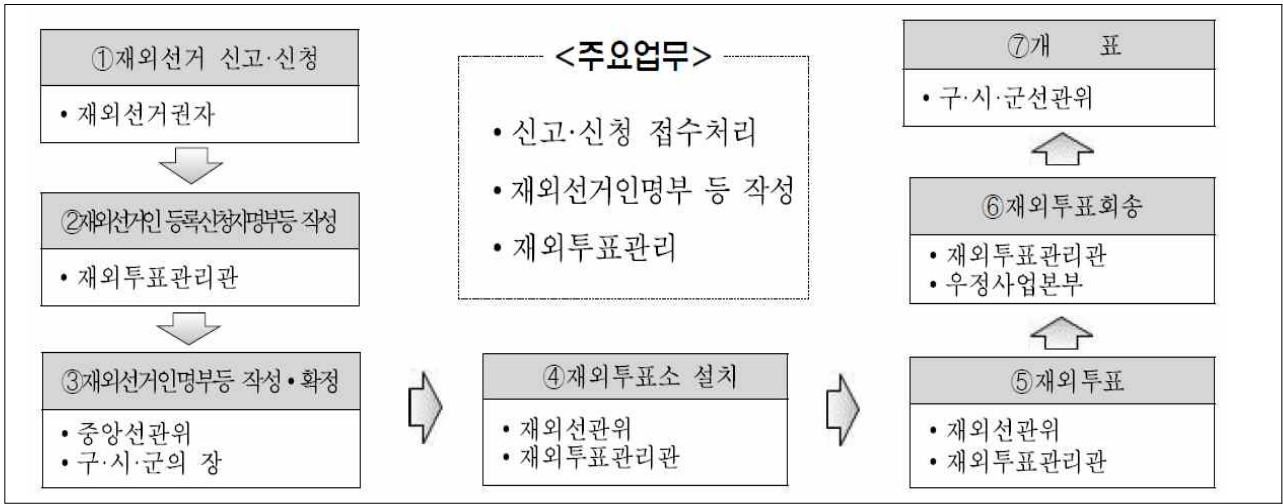 ①재외선거 신고·신청
• 재외선거권자
②재외선거인 등록신청자명부등 작성
• 재외투표관리관
③재외선거인명부등 작성•확정
• 중앙선관위
• 구·시·군의 장
<주요업무>
• 신고·신청 접수처리
• 재외선거인명부 등 작성
• 재외투표관리
④재외투표소 설치
• 재외선관위
• 재외투표관리관
⑤재외투표
• 재외선관위
• 재외투표관리관
⑥재외투표회송
• 재외투표관리관
• 우정사업본부
⑦개 표
• 구·시·군선관위